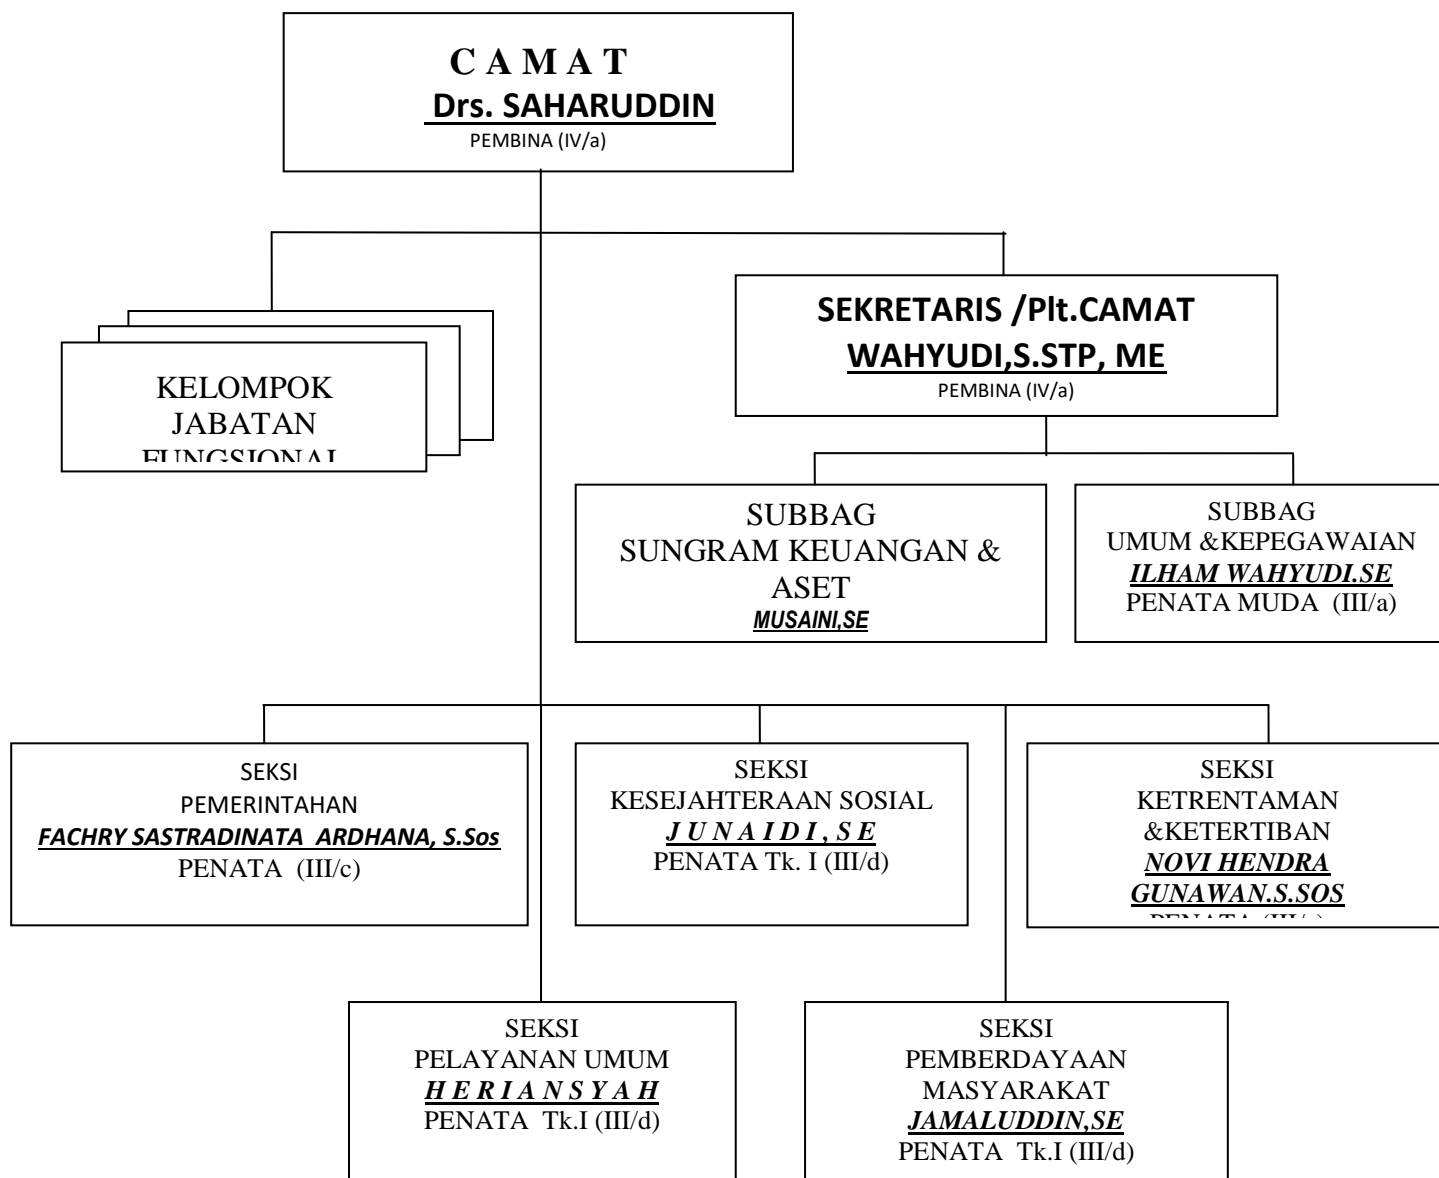 C A M A T
Drs. SAHARUDDIN
PEMBINA (IV/a)
SEKRETARIS /Plt.CAMAT
WAHYUDI,S.STP, ME
PEMBINA (IV/a)
KELOMPOK
JABATAN
FUNGSIONAL
SUBBAG
SUNGRAM KEUANGAN &
ASET
MUSAINI,SE
SUBBAG
UMUM &KEPEGAWAIAN
ILHAM WAHYUDI.SE
PENATA MUDA (III/a)
SEKSI
PEMERINTAHAN
FACHRY SASTRADINATA ARDHANA, S.Sos
PENATA (III/c)
SEKSI
KESEJAHTERAAN SOSIAL
J U N A I D I , S E
PENATA Tk. I (III/d)
SEKSI
KETRENTAMAN
&KETERTIBAN
NOVI HENDRA
GUNAWAN.S.SOS
PENATA
SEKSI
PELAYANAN UMUM
H E R I A N S Y A H
PENATA Tk.I (III/d)
SEKSI
PEMBERDAYAAN
MASYARAKAT
JAMALUDDIN,SE
PENATA Tk.I (III/d)